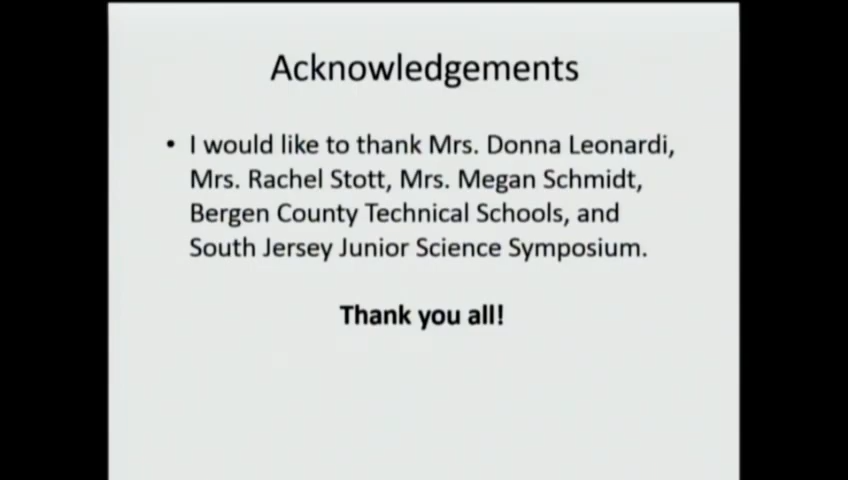 Acknowledgements
• I would like to thank Mrs. Donna Leonardi,
Mrs. Rachel Stott, Mrs. Megan Schmidt,
Bergen County Technical Schools, and
South Jersey Junior Science Symposium.
Thank you all!